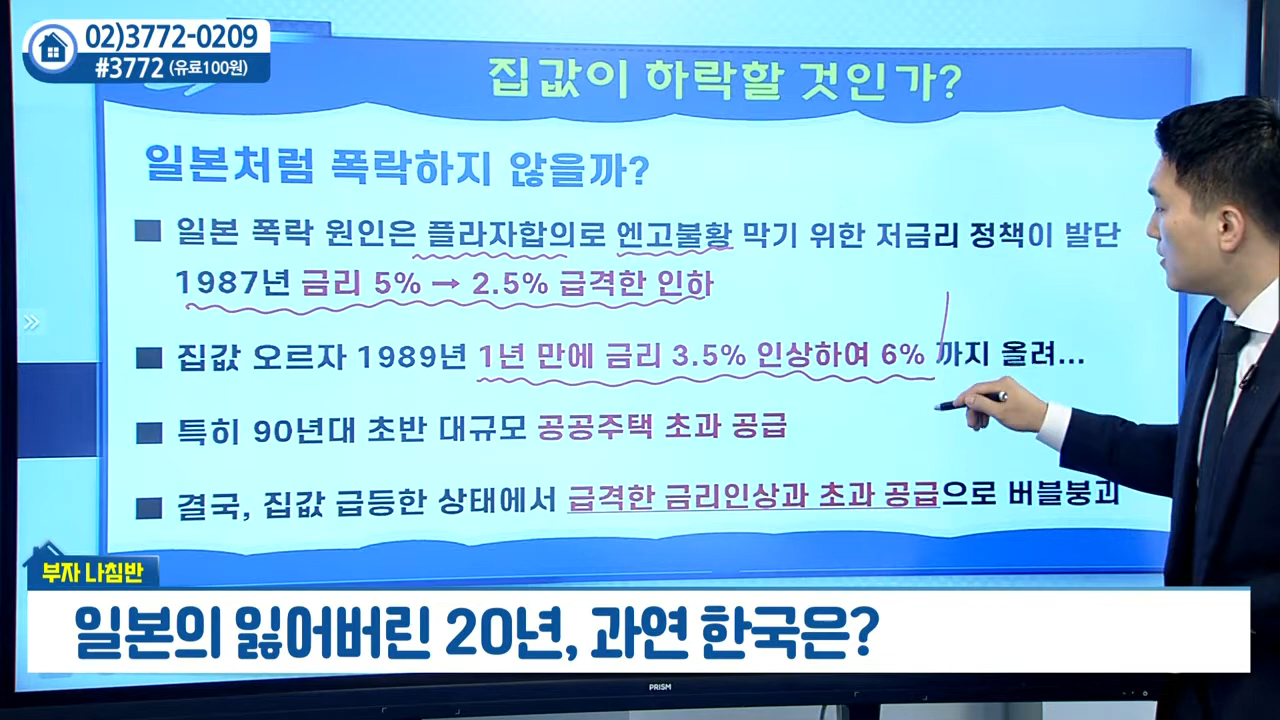 02)3772-0209
#3772 (유료100원)
집값이 하락할 것인가?
일본처럼 폭락하지 않을까?
■ 일본 폭락 원인은 플라자합의로 엔고불황 막기 위한 저금리 정책이 발단
1987년 금리 5% → 2.5% 급격한 인하
■ 집값 오르자 1989년 1년 만에 금리 3.5% 인상하여 6% 까지 올려...
■ 특히 90년대 초반 대규모 공공주택 초과 공급
■ 결국, 집값 급등한 상태에서 급격한 금리인상과 초과 공급으로 버블붕괴
부자 나침반
일본의 잃어버린 20년, 과연 한국은?
PRISM